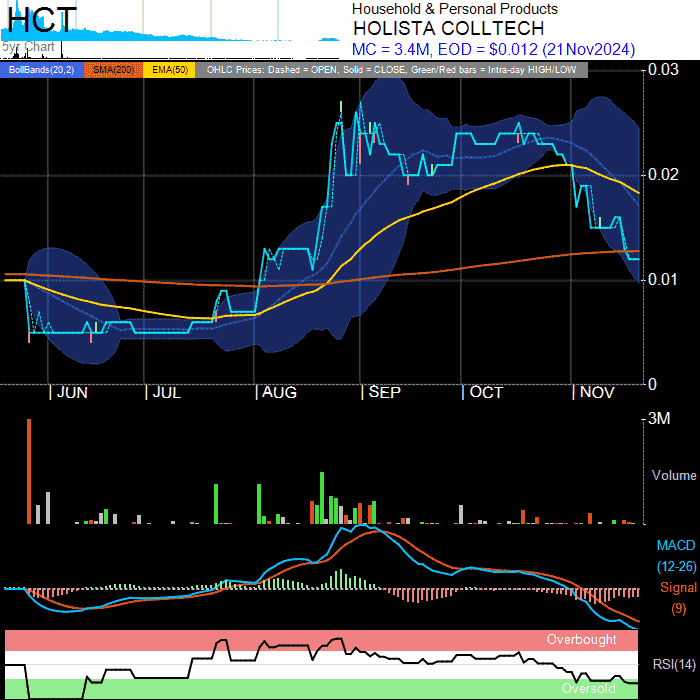 HCT
5yr Chart
Household & Personal Products
HOLISTA COLLTECH
MC = 3.4M, EOD = $0.012 (21Nov2024)
BollBands(20,2) SMA(200) EMA(50) OHLC Prices: Dashed = OPEN, Solid = CLOSE, Green/Red bars = Intra-day HIGH/LOW
0.03
0.02
0.01
0
JUN JUL AUG SEP OCT NOV
3M
Volume
MACD
(12-26)
Signal
(9)
Overbought
RSI(14)
Oversold